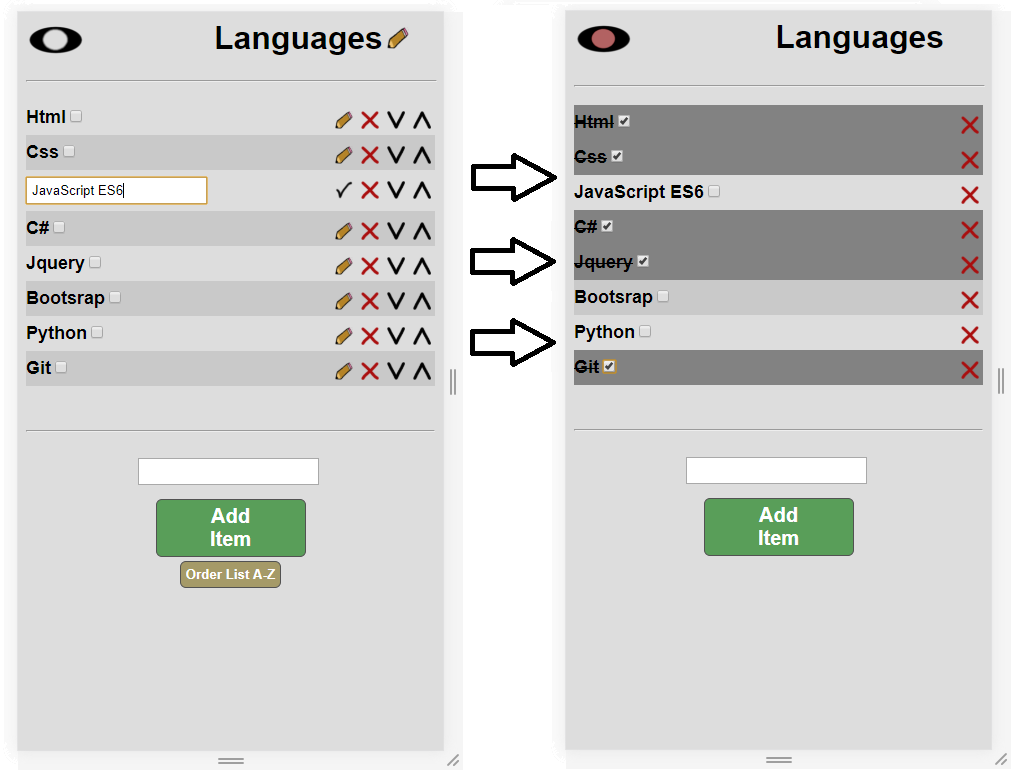 Languages
Html
Css
JavaScript ES6
C#
Jquery
Bootsrap
Python
Git
Add
Item
Order List A-Z
Languages
Html
Css
JavaScript ES6
C#
Jquery
Bootsrap
Python
Git
Add
Item